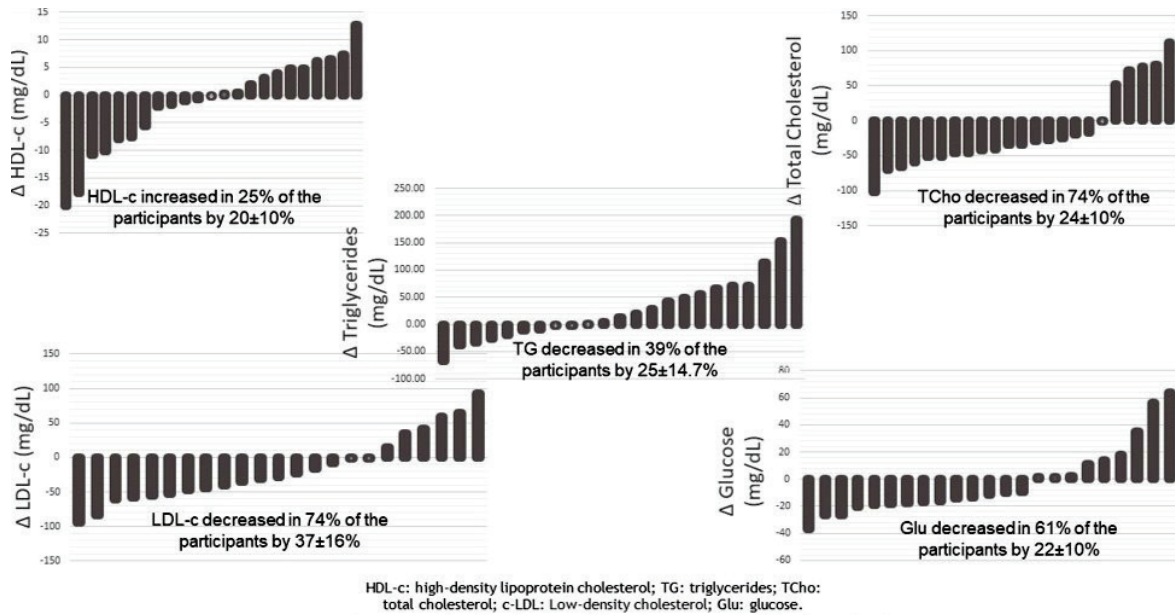 Δ HDL-c (mg/dL)
15
10
5
0
-5
-10
-15
-20
-25
HDL-c increased in 25% of the
participants by 20±10%
Δ Total Cholesterol
(mg/dL)
150
100
50
0
-50
-100
-150
TCho decreased in 74% of the
participants by 24±10%
Δ Triglycerides
(mg/dL)
250.00
200.00
150.00
100.00
50.00
0.00
-50.00
-100.00
TG decreased in 39% of the
participants by 25±14.7%
Δ LDL-c (mg/dL)
150
100
50
0
-50
-100
-150
LDL-c decreased in 74% of the
participants by 37±16%
Δ Glucose
(mg/dL)
80
60
40
20
0
-20
-40
-60
Glu decreased in 61% of the
participants by 22±10%
HDL-c: high-density lipoprotein cholesterol; TG: triglycerides; TCho:
total cholesterol; c-LDL: Low-density cholesterol; Glu: glucose.